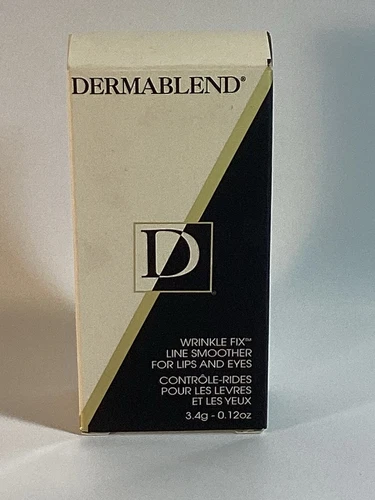 DERMABLEND®
D
WRINKLE FIX™
LINE SMOOTHER
FOR LIPS AND EYES
CONTRÔLE-RIDES
POUR LES LEVRES
ET LES YEUX
3.4g - 0.12oz